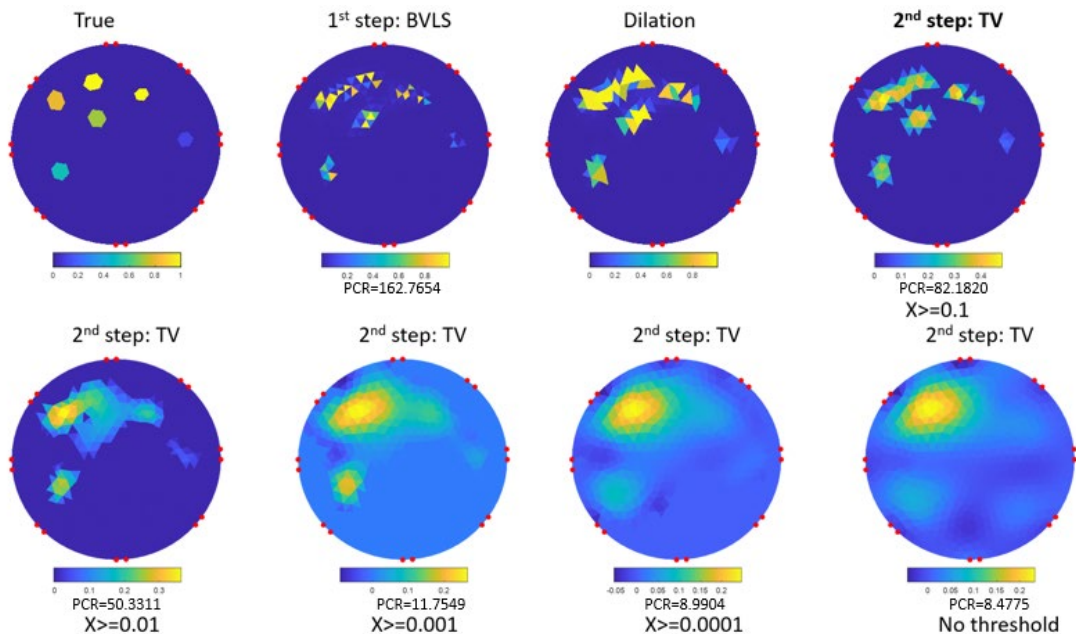 True
1st step: BVLS
Dilation
2nd step: TV
0 0.2 0.4 0.6 0.8 1
0.2 0.4 0.6 0.8
0 0.2 0.4 0.6 0.8
0 0.1 0.2 0.3 0.4
PCR=162.7654
PCR=82.1820
X>=0.1
2nd step: TV
2nd step: TV
2nd step: TV
2nd step: TV
0 0.1 0.2 0.3
0 0.1 0.2
-0.05 0 0.05 0.1 0.15 0.2
0 0.05 0.1 0.15 0.2
PCR=50.3311
PCR=11.7549
PCR=8.9904
PCR=8.4775
X>=0.01
X>=0.001
X>=0.0001
No threshold